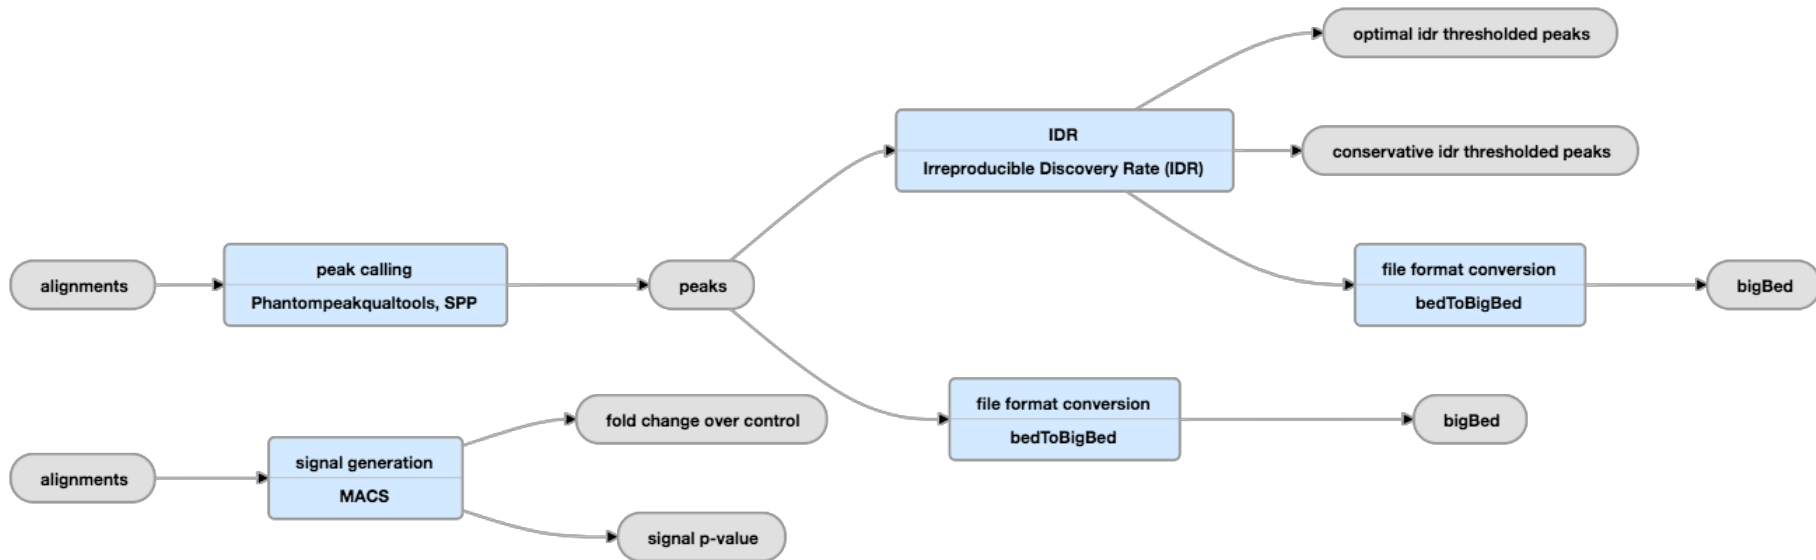 optimal idr thresholded peaks
IDR
Irreproducible Discovery Rate (IDR)
conservative idr thresholded peaks
alignments
peak calling
Phantompeakqualtools, SPP
peaks
file format conversion
bedToBigBed
bigBed
file format conversion
bedToBigBed
bigBed
fold change over control
alignments
signal generation
MACS
signal p-value